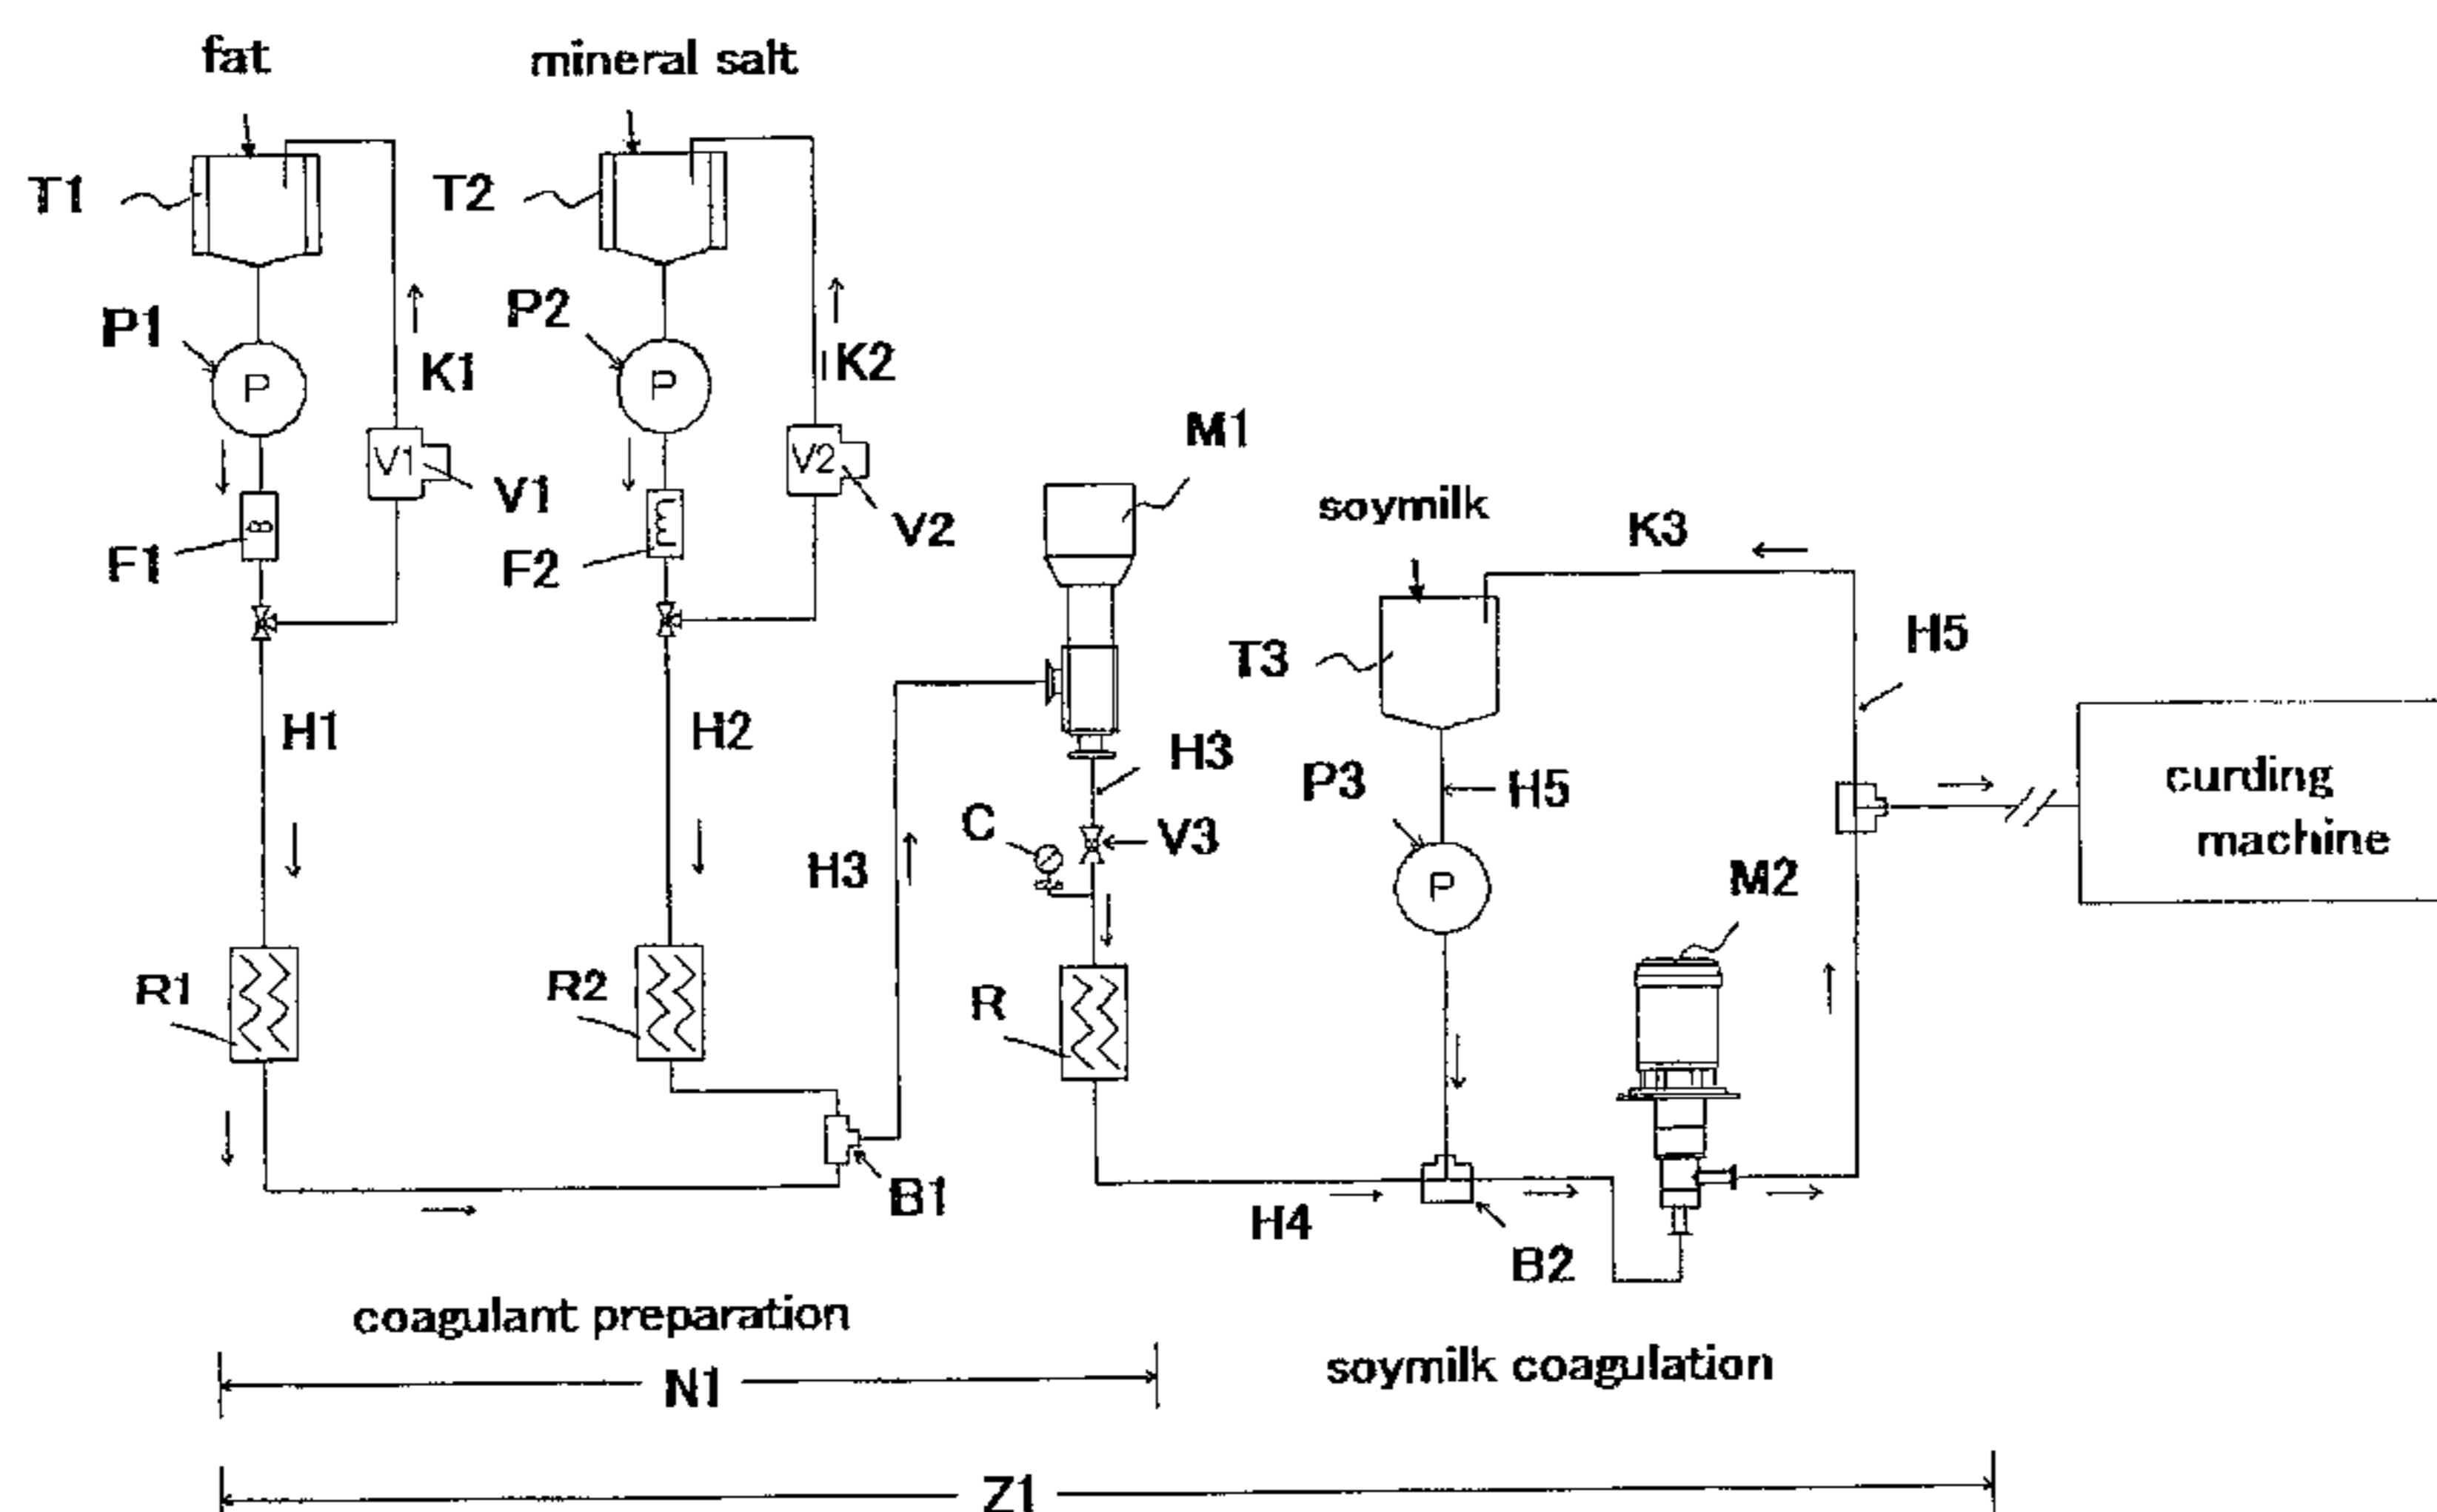 fat
mineral salt
T1
T2
P1
P
K1
P2
P
K2
V1
V1
F1
V2
V2
F2
M1
soymilk
K3
H5
T3
H1
H2
H3
P3
H5
curding
machine
C
V3
H3
P
M2
R1
R2
R
B1
H4
B2
coagulant preparation
N1
soymilk coagulation
Z1